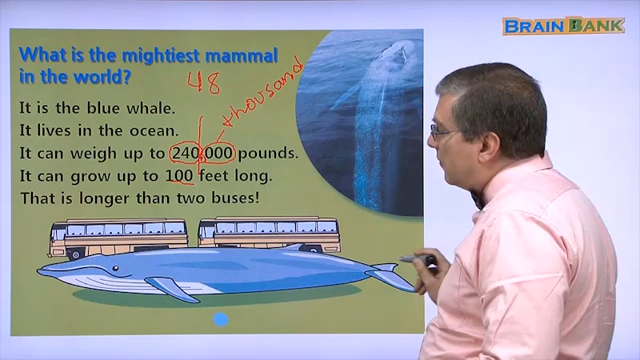 BRAIN BANK
What is the mightiest mammal
in the world?
48
thousand
It is the blue whale.
It lives in the ocean.
It can weigh up to 240,000 pounds.
It can grow up to 100 feet long.
That is longer than two buses!